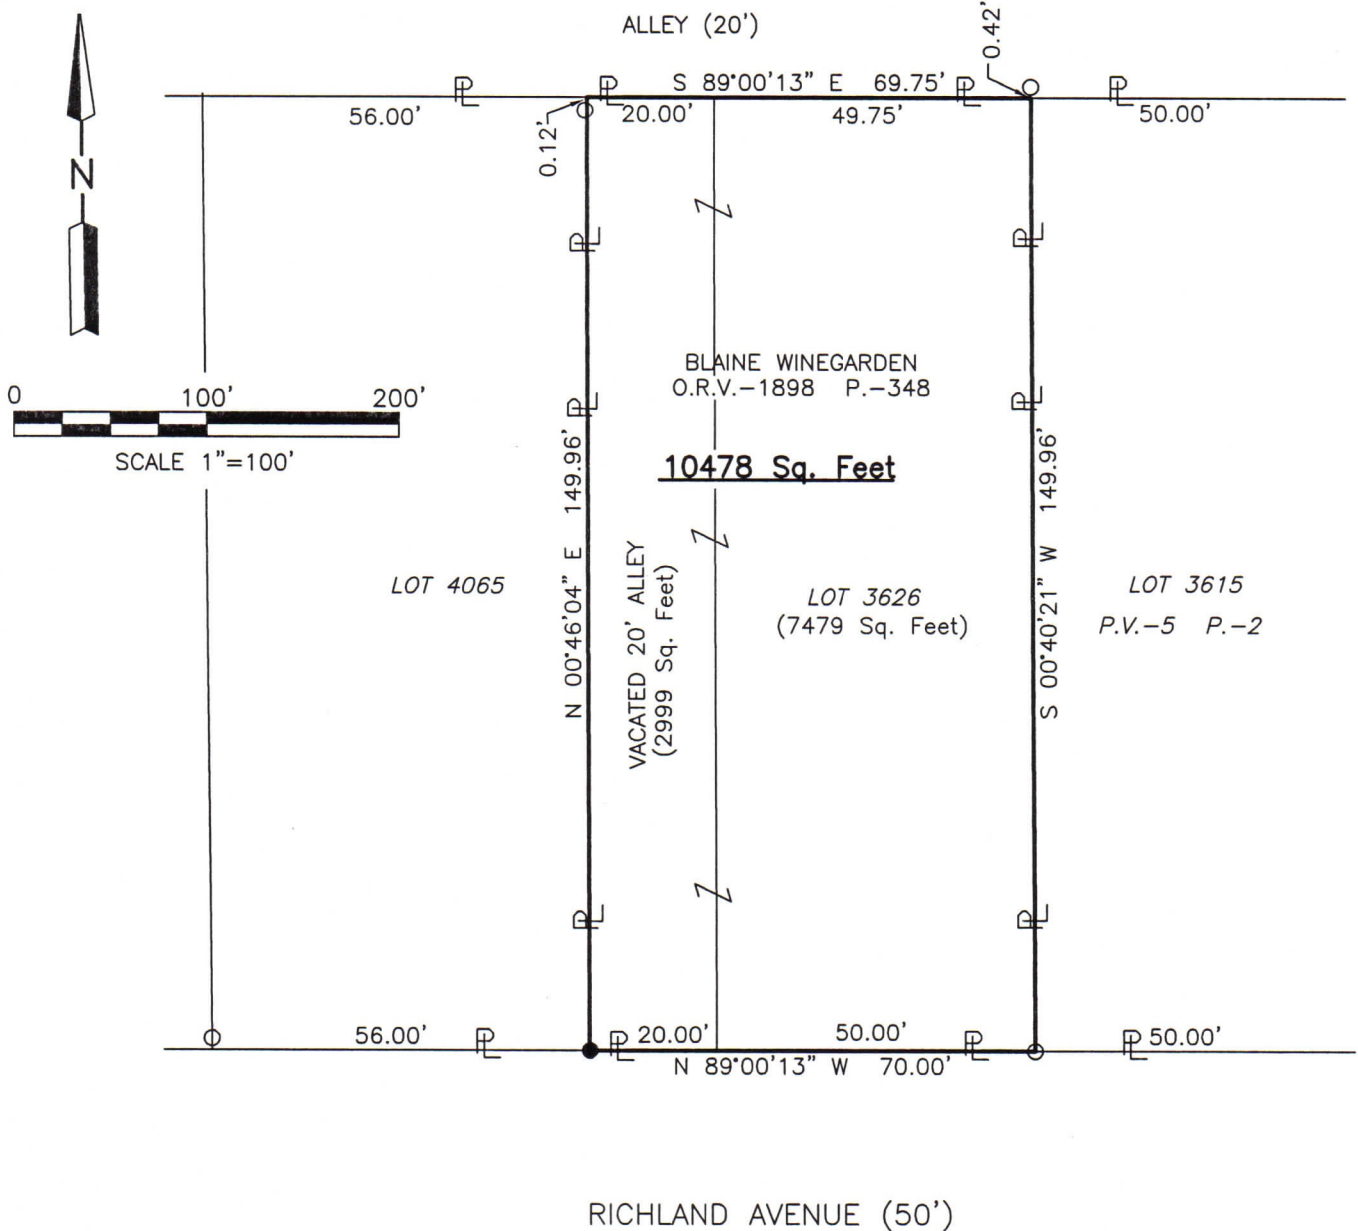 ALLEY (20')
0.42'
S 89°00'13" E 69.75'
56.00'
20.00'
49.75'
50.00'
0.12'
N
BLAINE WINEGARDEN
O.R.V.-1898 P.-348
0 100' 200'
SCALE 1"=100'
10478 Sq. Feet
N 00°46'04" E 149.96'
S 00°40'21" W 149.96'
LOT 4065
VACATED 20' ALLEY
(2999 Sq. Feet)
LOT 3626
(7479 Sq. Feet)
LOT 3615
P.V.-5 P.-2
56.00'
20.00'
50.00'
50.00'
N 89°00'13" W 70.00'
RICHLAND AVENUE (50')